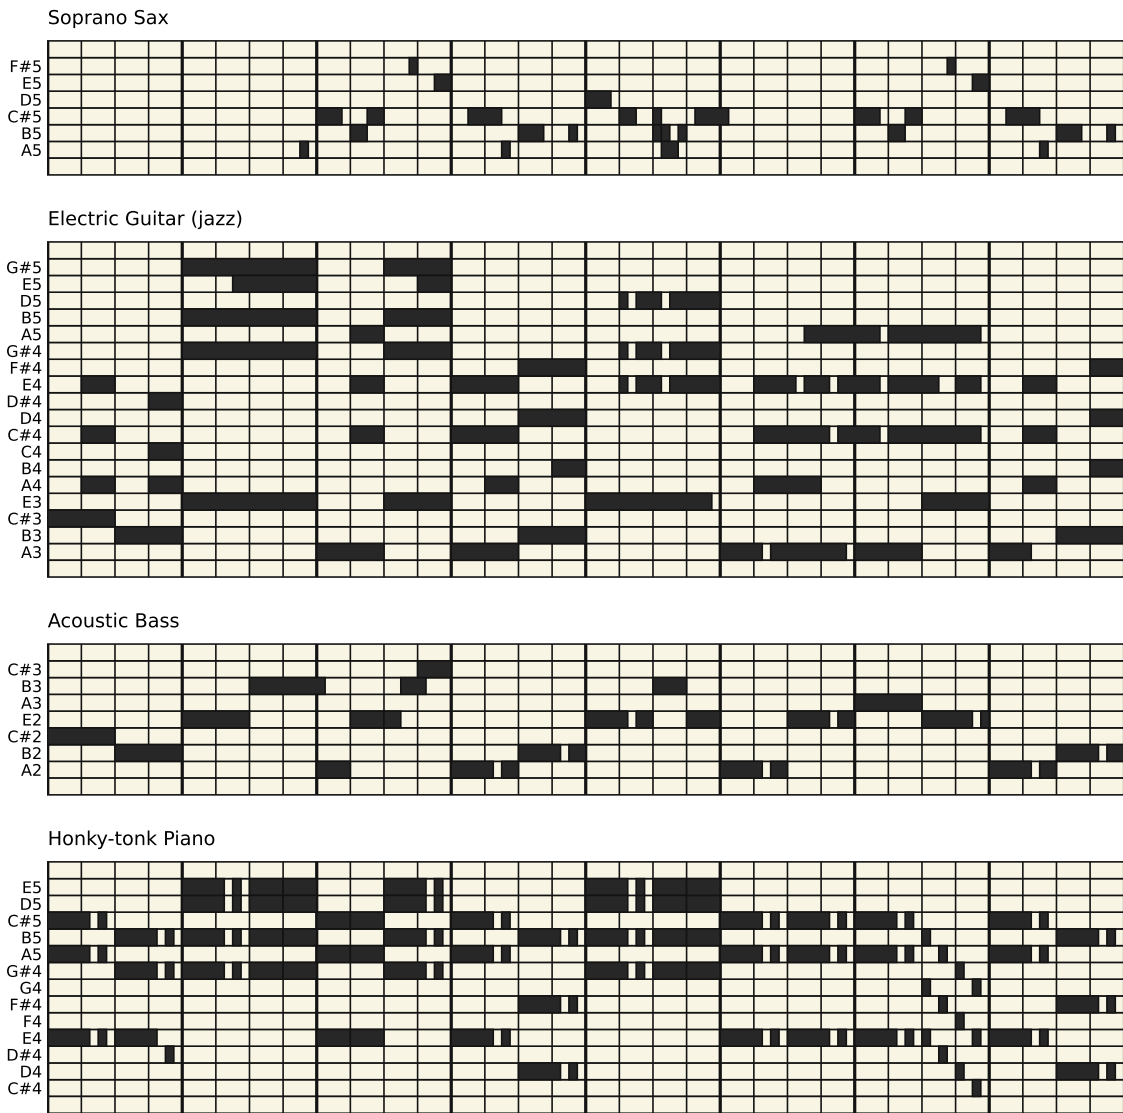 Soprano Sax
F#5
E5
D5
C#5
B5
A5
Electric Guitar (jazz)
G#5
E5
D5
B5
A5
G#4
F#4
E4
D#4
D4
C#4
C4
B4
A4
E3
C#3
B3
A3
Acoustic Bass
C#3
B3
A3
E2
C#2
B2
A2
Honky-tonk Piano
E5
D5
C#5
B5
A5
G#4
G4
F#4
F4
E4
D#4
D4
C#4